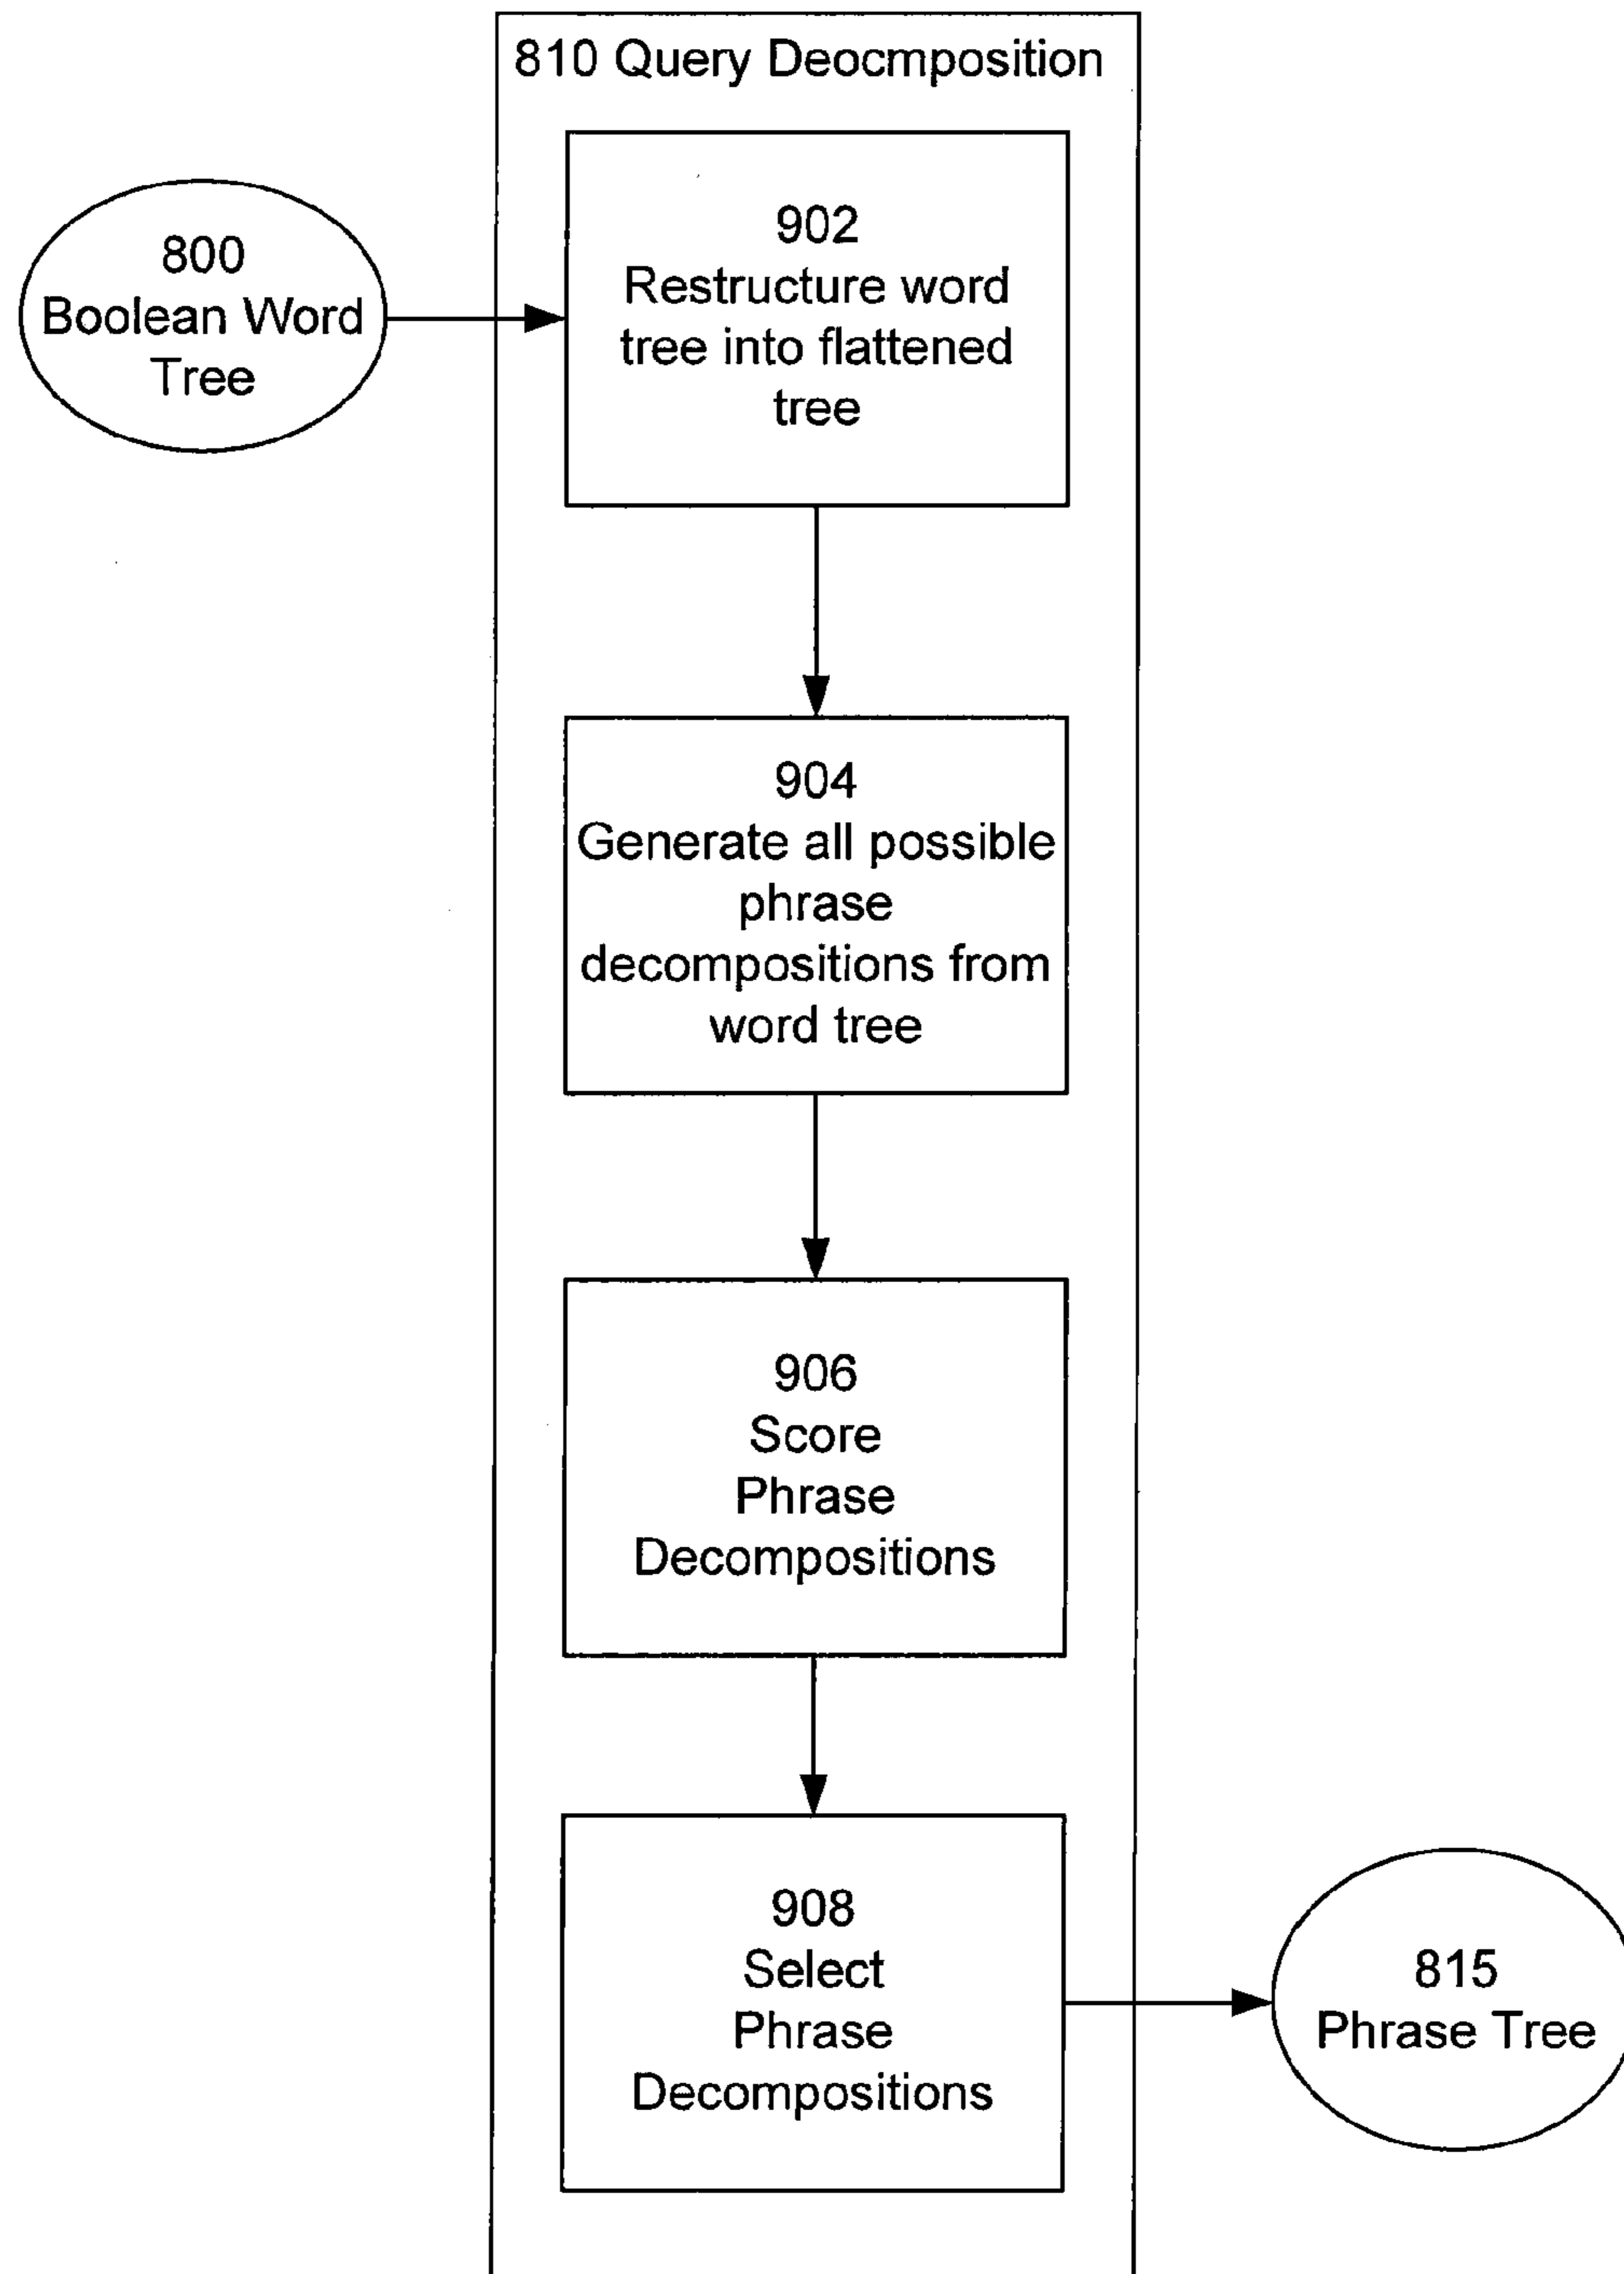 810 Query Deocmposition
800
Boolean Word
Tree
902
Restructure word
tree into flattened
tree
904
Generate all possible
phrase
decompositions from
word tree
906
Score
Phrase
Decompositions
908
Select
Phrase
Decompositions
815
Phrase Tree